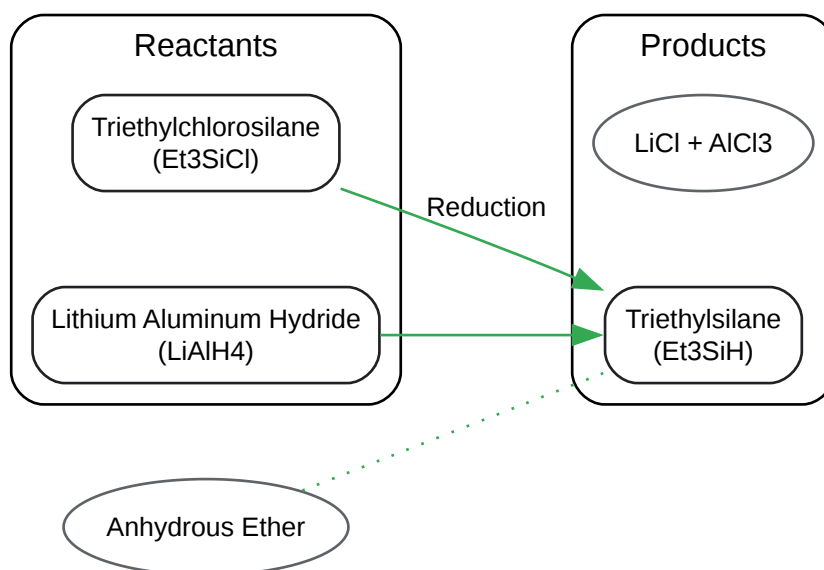 Reactants
Products
Triethylchlorosilane
(Et3SiCl)
LiCl + AlCl3
Reduction
Lithium Aluminum Hydride
(LiAlH4)
Triethylsilane
(Et3SiH)
Anhydrous Ether